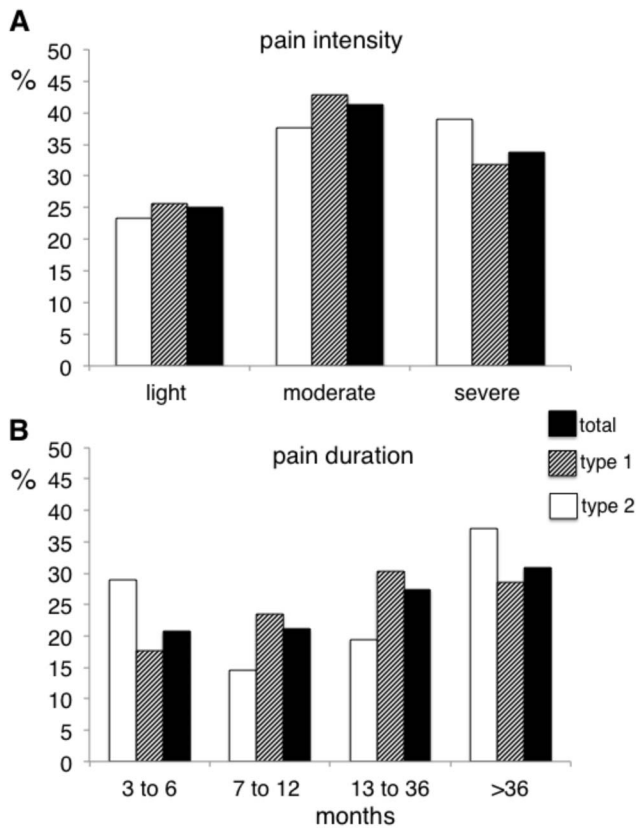 A
pain intensity
%
50
45
40
35
30
25
20
15
10
5
0
light moderate severe
B
pain duration
%
50
45
40
35
30
25
20
15
10
5
0
3 to 6 7 to 12 13 to 36 >36
months
total
type 1
type 2